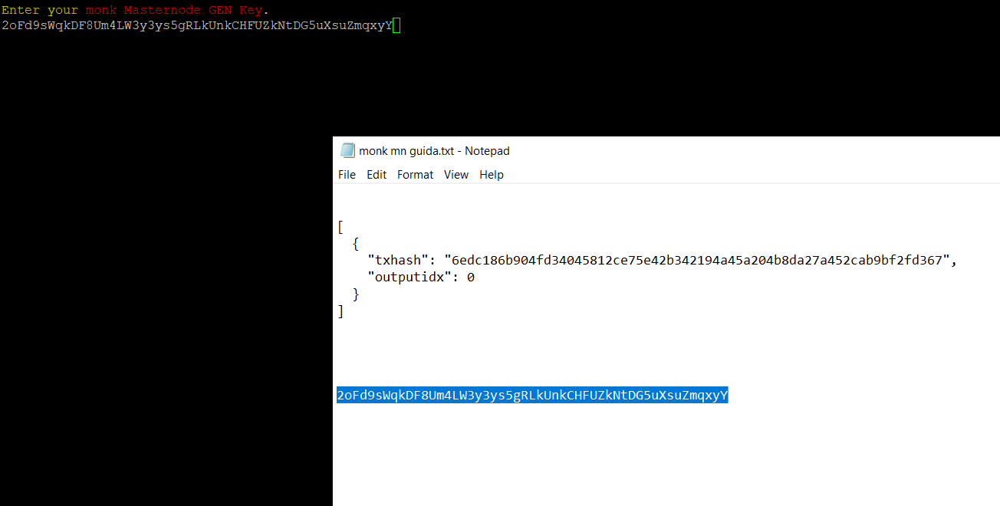 Enter your monk Masternode GEN Key.
2oFd9sWqkDF8Um4LW3y3ys5gRLkUnkCHFUZkNtDG5uXsuZmqxyY
monk mn guida.txt - Notepad
File Edit Format View Help
[
{
"txhash": "6edc186b904fd34045812ce75e42b342194a45a204b8da27a452cab9bf2fd367",
"outputidx": 0
}
]
2oFd9sWqkDF8Um4LW3y3ys5gRLkUnkCHFUZkNtDG5uXsuZmqxyY